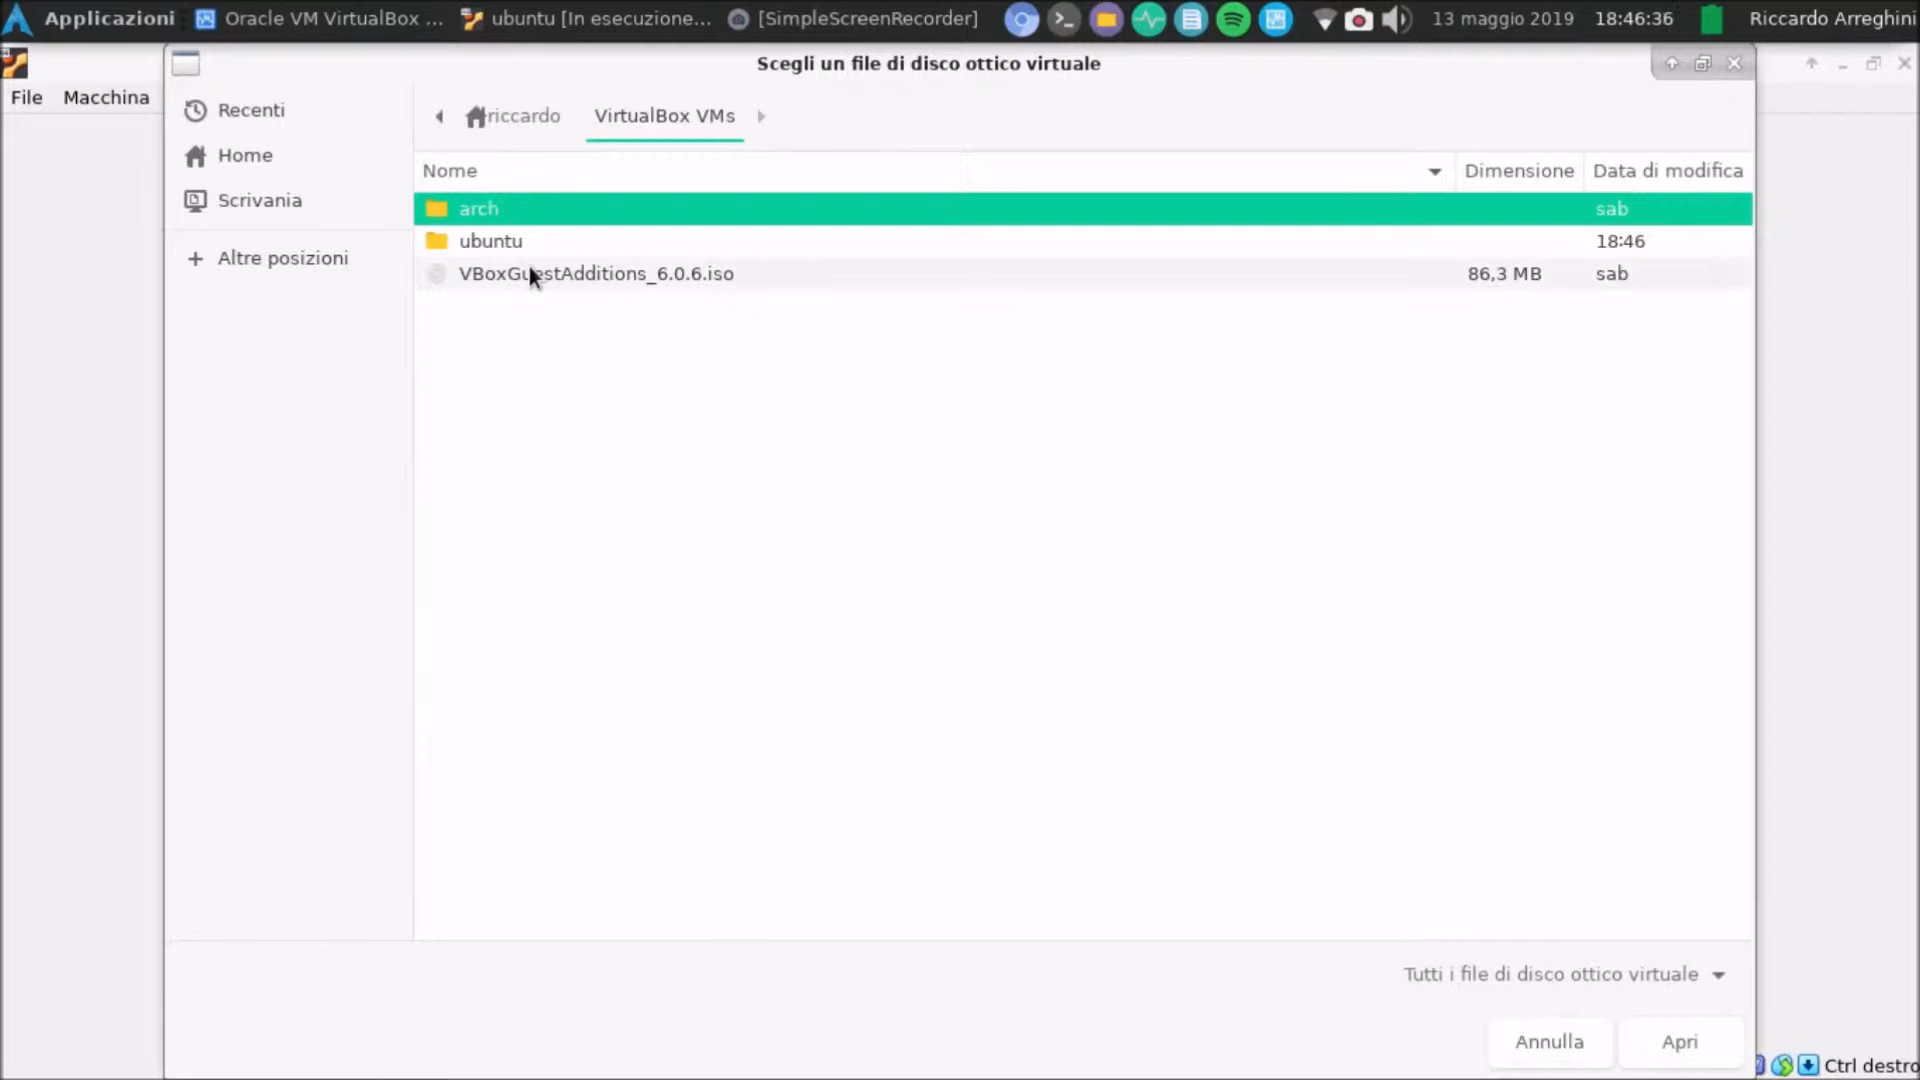 Applicazioni
Oracle VM VirtualBox ...
ubuntu [In esecuzione...
[SimpleScreenRecorder]
13 maggio 2019
18:46:36
Riccardo Arreghini
Scegli un file di disco ottico virtuale
File
Macchina
Recenti
Home
Scrivania
Altre posizioni
riccardo
VirtualBox VMs
Nome
Dimensione
Data di modifica
arch
sab
ubuntu
18:46
VBoxGuestAdditions_6.0.6.iso
86,3 MB
sab
Tutti i file di disco ottico virtuale
Annulla
Apri
Ctrl destro